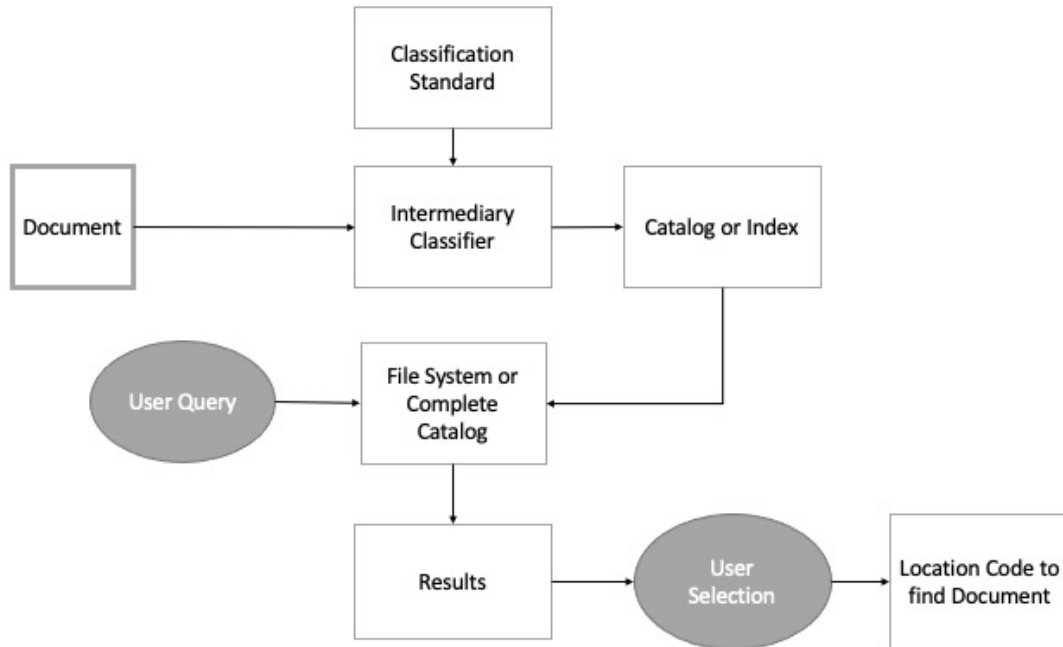 Classification
Standard
Document
Intermediary
Classifier
Catalog or Index
User Query
File System or
Complete
Catalog
Results
User
Selection
Location Code to
find Document